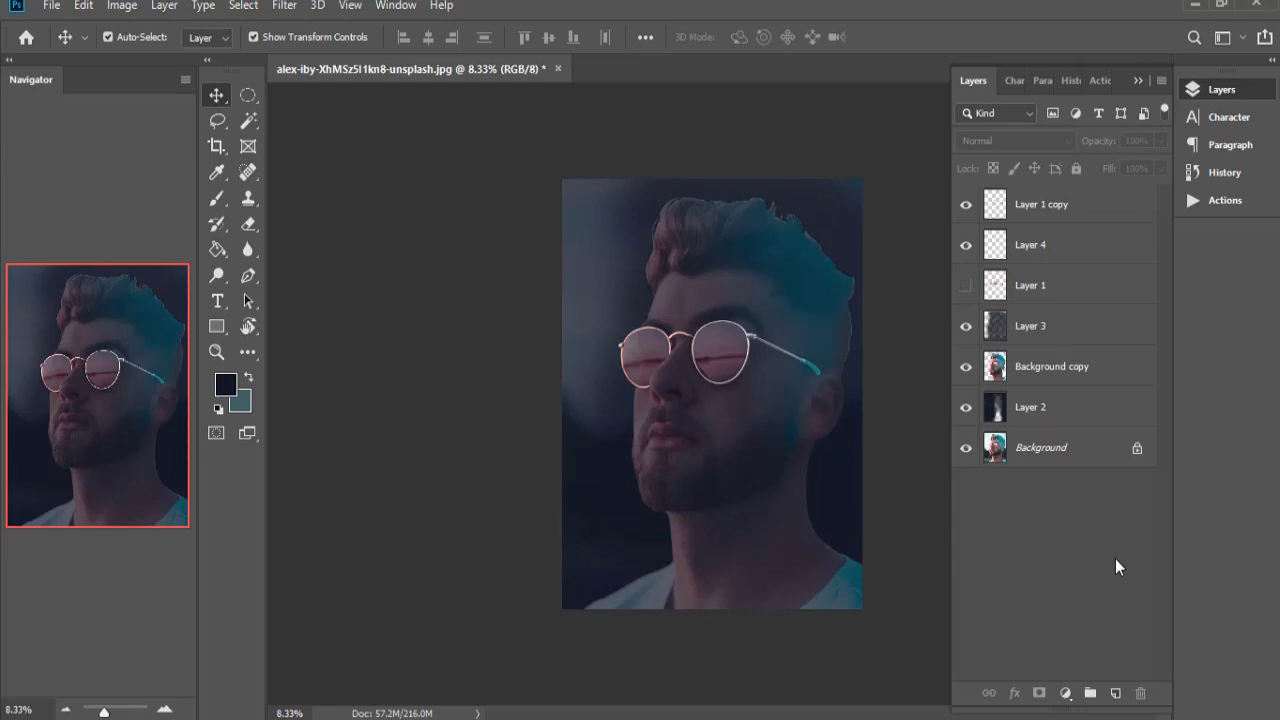 Ps File Edit Image Layer Type Select Filter 3D View Window Help
Auto-Select: Layer Show Transform Controls 3D Mode:
Navigator
alex-iby-XhMSz5I1kn8-unsplash.jpg @ 8.33% (RGB/8) *
Layers Char Para Hist Actic
Kind
Normal Opacity: 100%
Lock: Fill: 100%
Layer 1 copy
Layer 4
Layer 1
Layer 3
Background copy
Layer 2
Background
Layers
Character
Paragraph
History
Actions
8.33%
8.33% Doc: 57.2M/216.0M